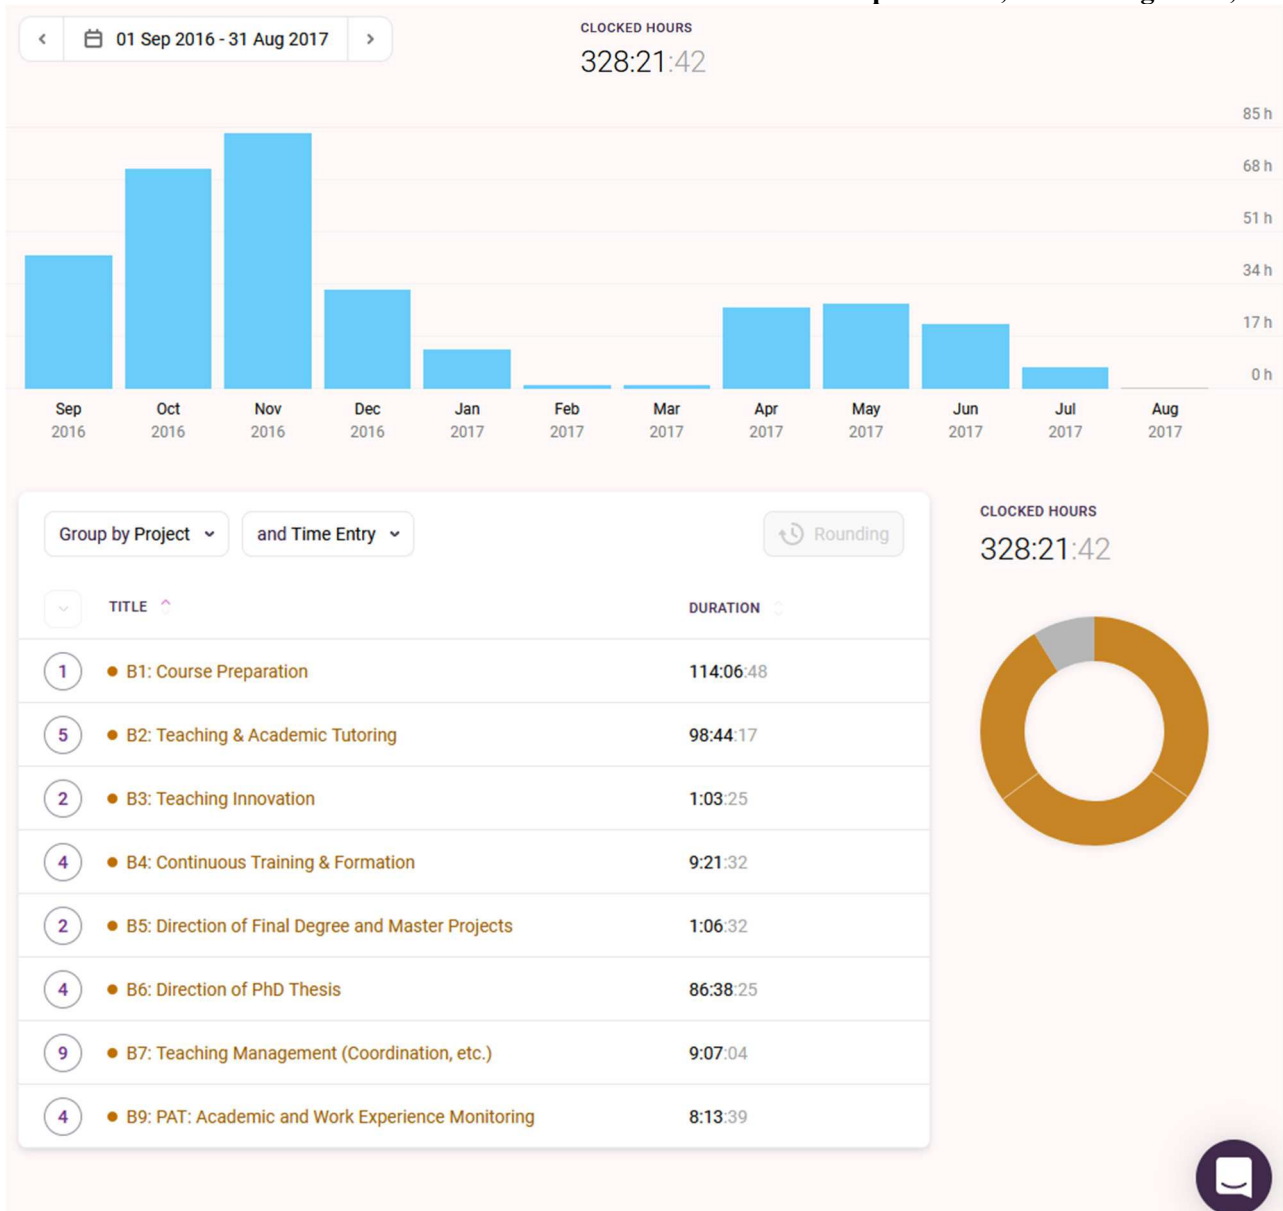 CLOCKED HOURS
01 Sep 2016 - 31 Aug 2017
328:21:42
85 h
68 h
51 h
34 h
17 h
0 h
Sep Oct Nov Dec Jan Feb Mar Apr May Jun Jul Aug
2016 2016 2016 2016 2017 2017 2017 2017 2017 2017 2017 2017
Group by Project and Time Entry Rounding
TITLE DURATION
1 B1: Course Preparation 114:06:48
5 B2: Teaching & Academic Tutoring 98:44:17
2 B3: Teaching Innovation 1:03:25
4 B4: Continuous Training & Formation 9:21:32
2 B5: Direction of Final Degree and Master Projects 1:06:32
4 B6: Direction of PhD Thesis 86:38:25
9 B7: Teaching Management (Coordination, etc.) 9:07:04
4 B9: PAT: Academic and Work Experience Monitoring 8:13:39
CLOCKED HOURS
328:21:42